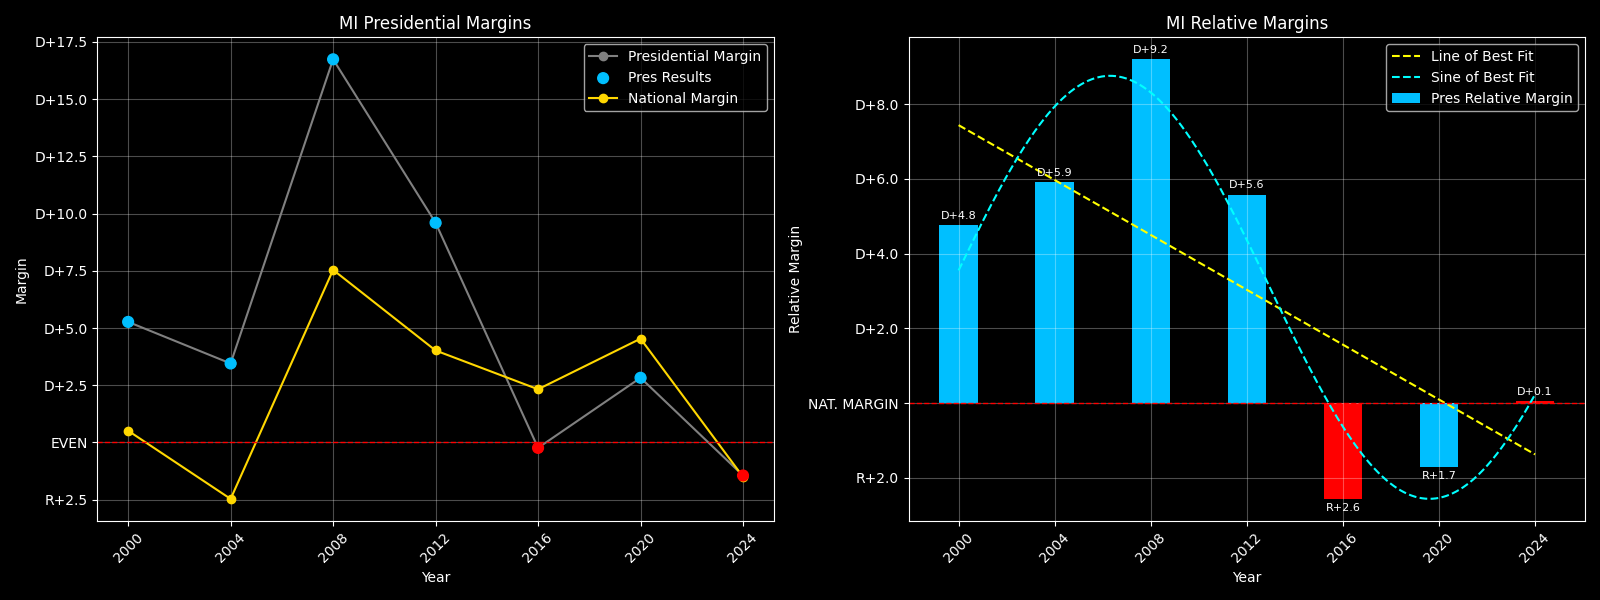 MI Presidential Margins
D+17.5
D+15.0
D+12.5
D+10.0
D+7.5
D+5.0
D+2.5
EVEN
R+2.5
Margin
Presidential Margin
Pres Results
National Margin
2000
2004
2008
2012
2016
2020
2024
Year
MI Relative Margins
D+8.0
D+6.0
D+4.0
D+2.0
NAT. MARGIN
R+2.0
Relative Margin
Line of Best Fit
Sine of Best Fit
Pres Relative Margin
D+4.8
D+5.9
D+9.2
D+5.6
R+2.6
R+1.7
D+0.1
2000
2004
2008
2012
2016
2020
2024
Year